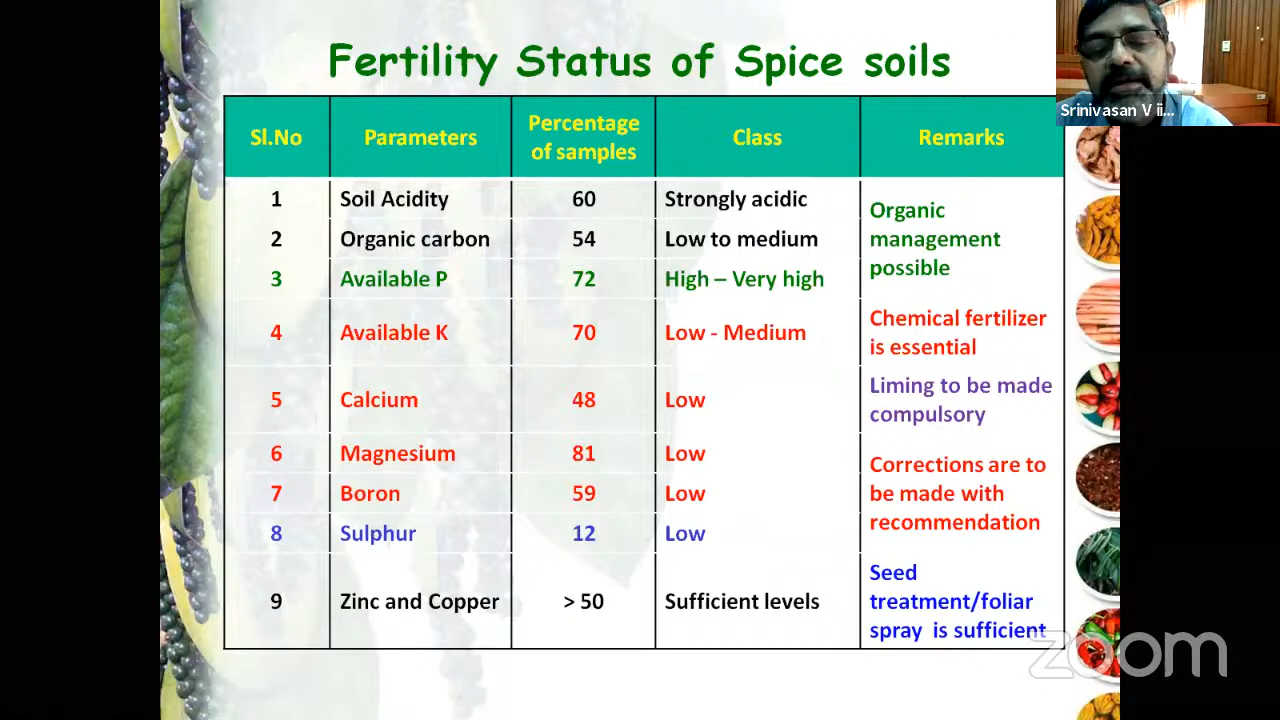 Fertility Status of Spice soils
Srinivasan V ii...
Sl.No Parameters Percentage of samples Class Remarks
1 Soil Acidity 60 Strongly acidic
2 Organic carbon 54 Low to medium
3 Available P 72 High – Very high
Organic
management
possible
4 Available K 70 Low - Medium
Chemical fertilizer
is essential
5 Calcium 48 Low
Liming to be made
compulsory
6 Magnesium 81 Low
7 Boron 59 Low
8 Sulphur 12 Low
Corrections are to
be made with
recommendation
9 Zinc and Copper > 50 Sufficient levels
Seed
treatment/foliar
spray is sufficient
zoom